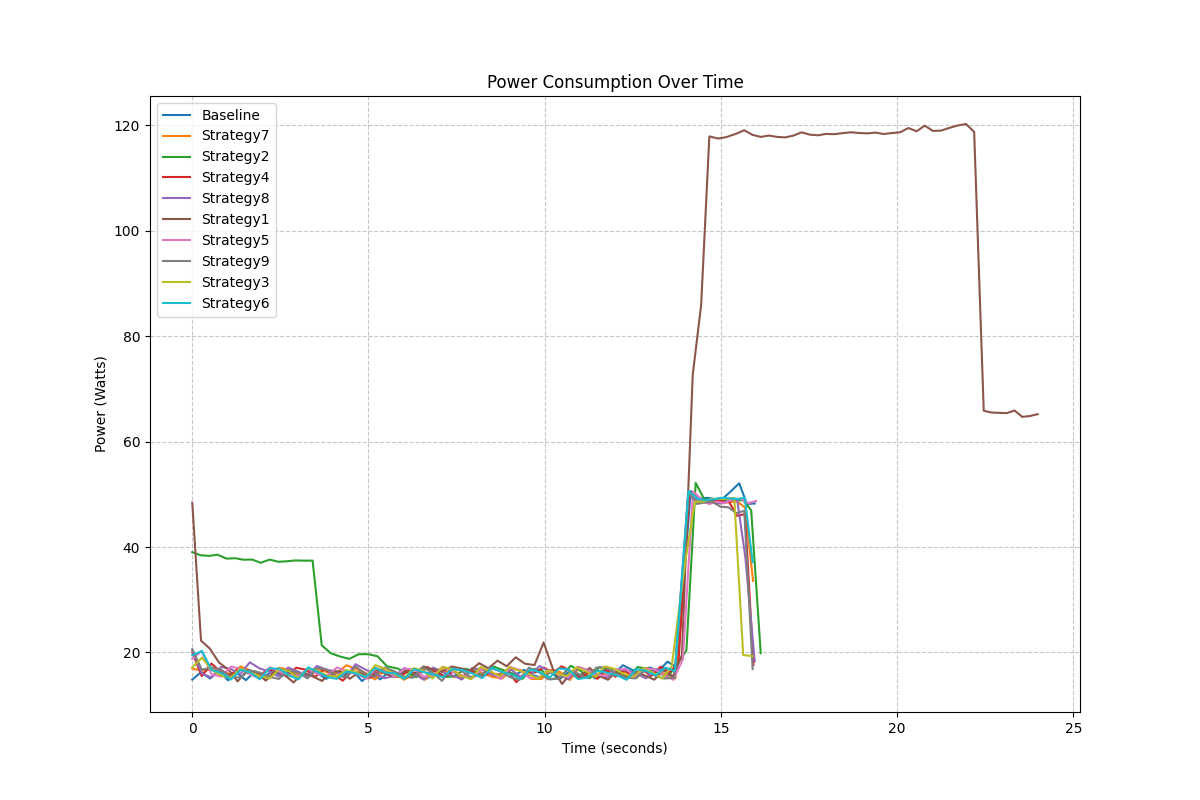 Power Consumption Over Time
Baseline
Strategy7
Strategy2
Strategy4
Strategy8
Strategy1
Strategy5
Strategy9
Strategy3
Strategy6
120
100
80
60
40
20
Power (Watts)
0 5 10 15 20 25
Time (seconds)